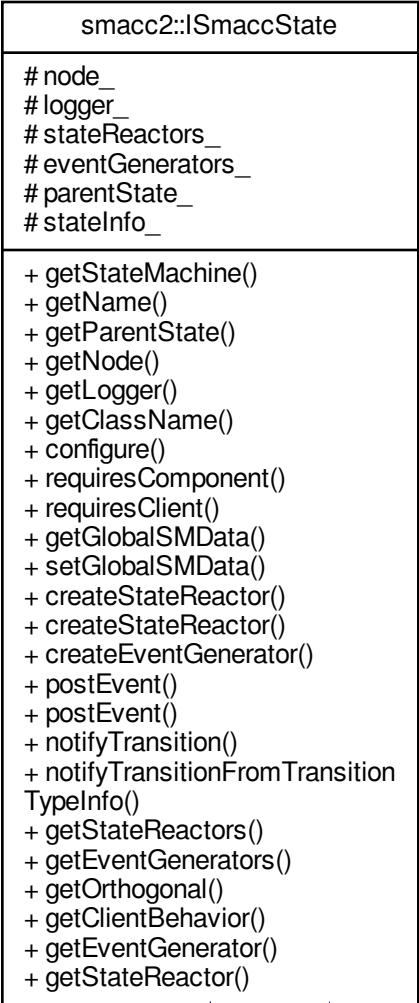 smacc2::ISmaccState
# node_
# logger_
# stateReactors_
# eventGenerators_
# parentState_
# stateInfo_
+ getStateMachine()
+ getName()
+ getParentState()
+ getNode()
+ getLogger()
+ getClassName()
+ configure()
+ requiresComponent()
+ requiresClient()
+ getGlobalSMData()
+ setGlobalSMData()
+ createStateReactor()
+ createStateReactor()
+ createEventGenerator()
+ postEvent()
+ postEvent()
+ notifyTransition()
+ notifyTransitionFromTransition
TypeInfo()
+ getStateReactors()
+ getEventGenerators()
+ getOrthogonal()
+ getClientBehavior()
+ getEventGenerator()
+ getStateReactor()